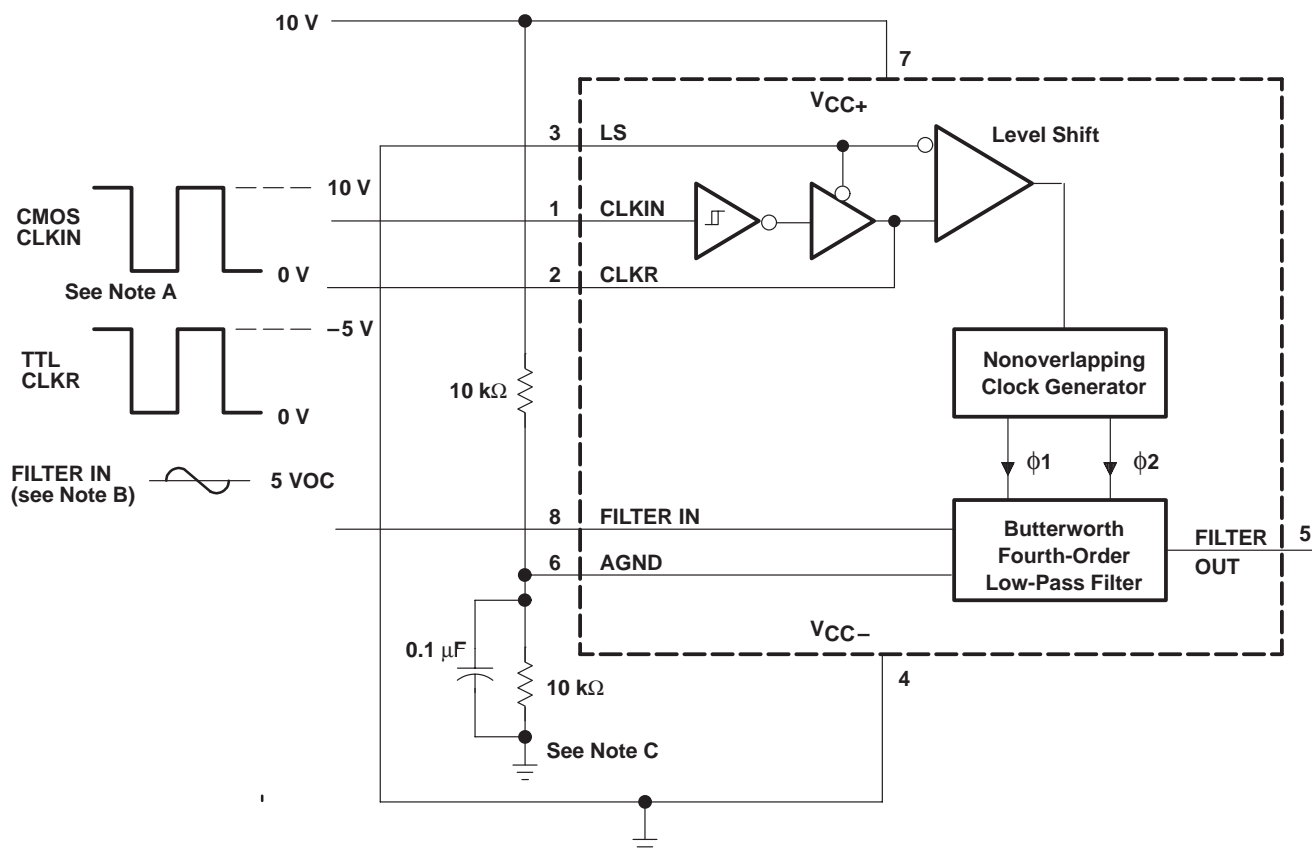 10 V
7
VCC+
3 LS
Level Shift
10 V
CMOS
CLKIN
1 CLKIN
0 V
2 CLKR
See Note A
–5 V
TTL
CLKR
Nonoverlapping
Clock Generator
10 kΩ
0 V
ϕ1 ϕ2
FILTER IN
(see Note B)
5 VOC
8 FILTER IN
Butterworth
Fourth-Order
Low-Pass Filter
FILTER
OUT
5
6 AGND
VCC–
0.1 µF
4
10 kΩ
See Note C